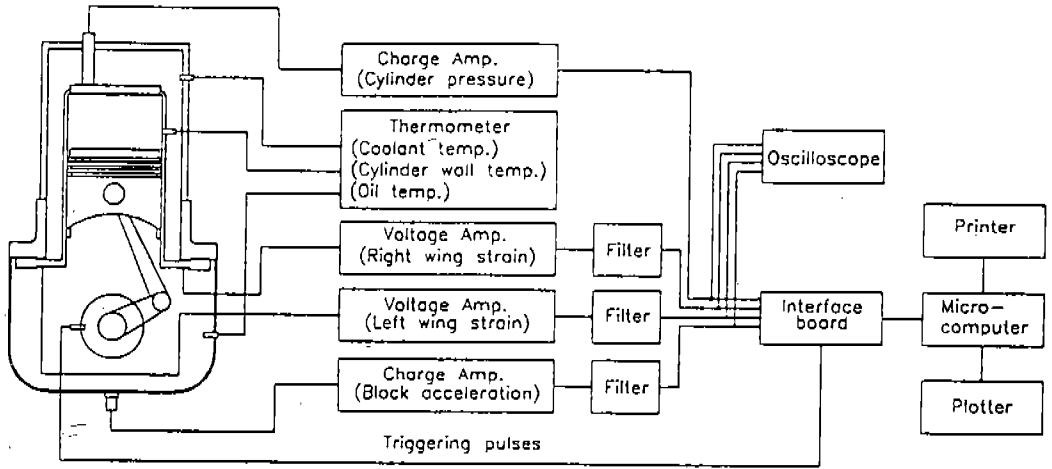 Charge Amp.
(Cylinder pressure)
Thermometer
(Coolant temp.)
(Cylinder wall temp.)
(Oil temp.)
Oscilloscope
Voltage Amp.
(Right wing strain)
Filter
Printer
Voltage Amp.
(Left wing strain)
Filter
Interface
board
Micro-
computer
Charge Amp.
(Block acceleration)
Filter
Plotter
Triggering pulses